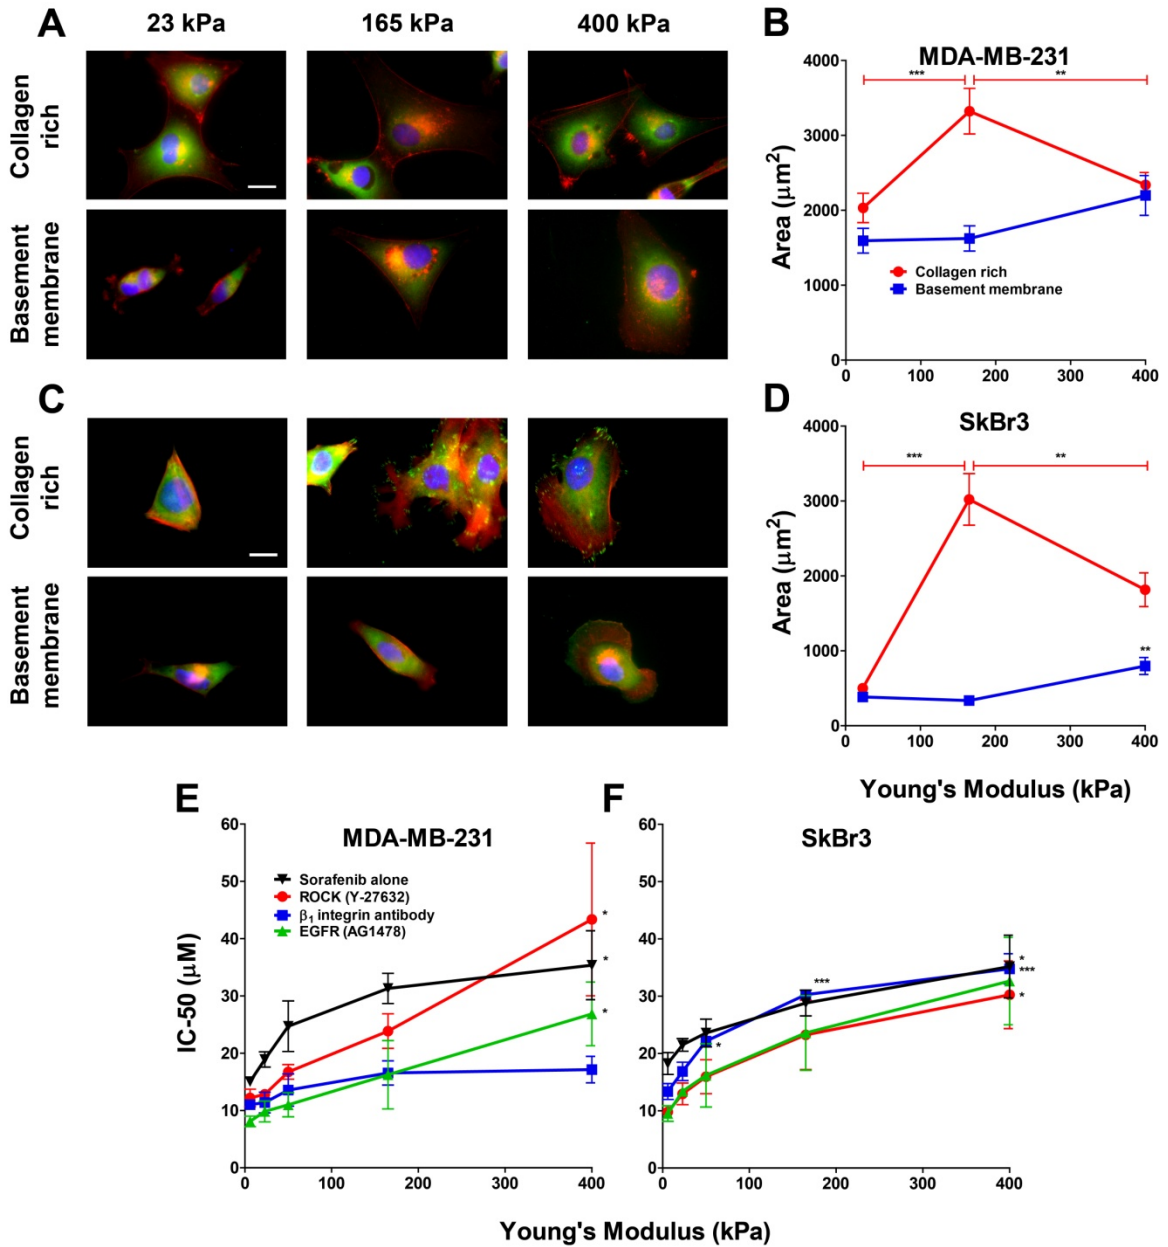 A
23 kPa
165 kPa
400 kPa
Collagen
rich
Basement
membrane
B
MDA-MB-231
4000
3000
2000
1000
0
Area (μm²)
***
**
Collagen rich
Basement membrane
0
100
200
300
400
C
Collagen
rich
Basement
membrane
D
SkBr3
4000
3000
2000
1000
0
Area (μm²)
***
**
**
0
100
200
300
400
Young's Modulus (kPa)
E
MDA-MB-231
60
50
40
30
20
10
0
IC-50 (μM)
Sorafenib alone
ROCK (Y-27632)
β₁ integrin antibody
EGFR (AG1478)
*
*
*
0
100
200
300
400
F
SkBr3
60
50
40
30
20
10
0
*
***
*
***
*
0
100
200
300
400
Young's Modulus (kPa)